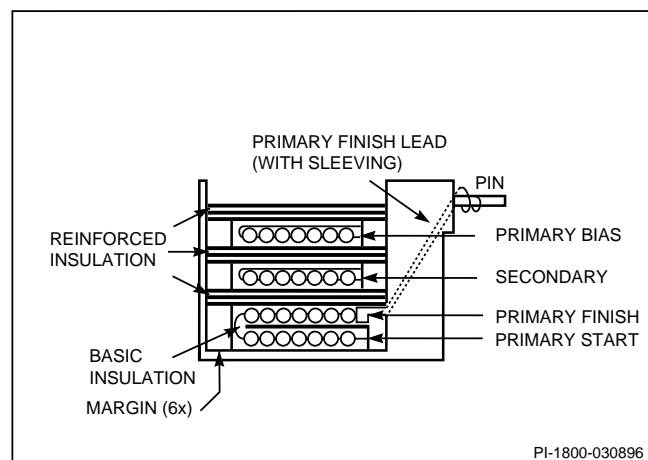 PRIMARY FINISH LEAD
(WITH SLEEVING)
PIN
REINFORCED
INSULATION
PRIMARY BIAS
SECONDARY
PRIMARY FINISH
PRIMARY START
BASIC
INSULATION
MARGIN (6x)
PI-1800-030896